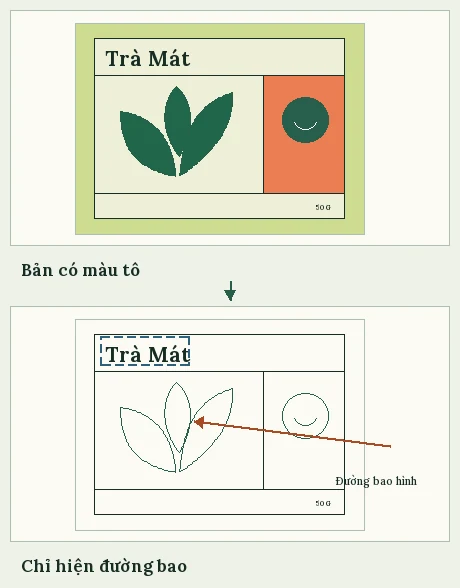 Trà Mát
50G
Bản có màu tô
Trà Mát
Đường bao hình
50G
Chỉ hiện đường bao